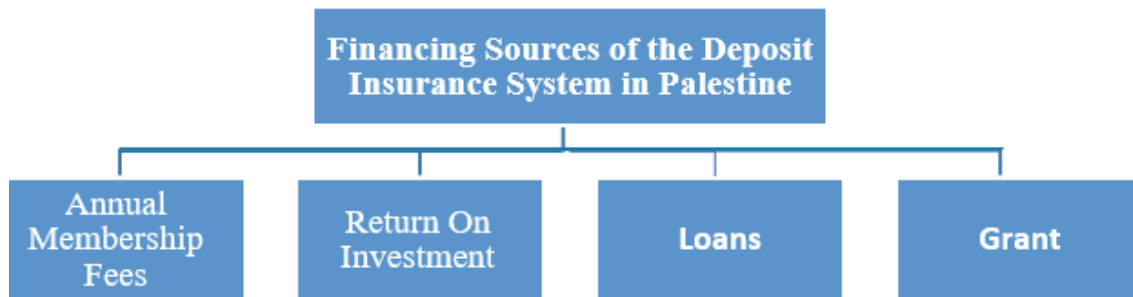 Financing Sources of the Deposit
Insurance System in Palestine
Annual
Membership
Fees
Return On
Investment
Loans
Grant